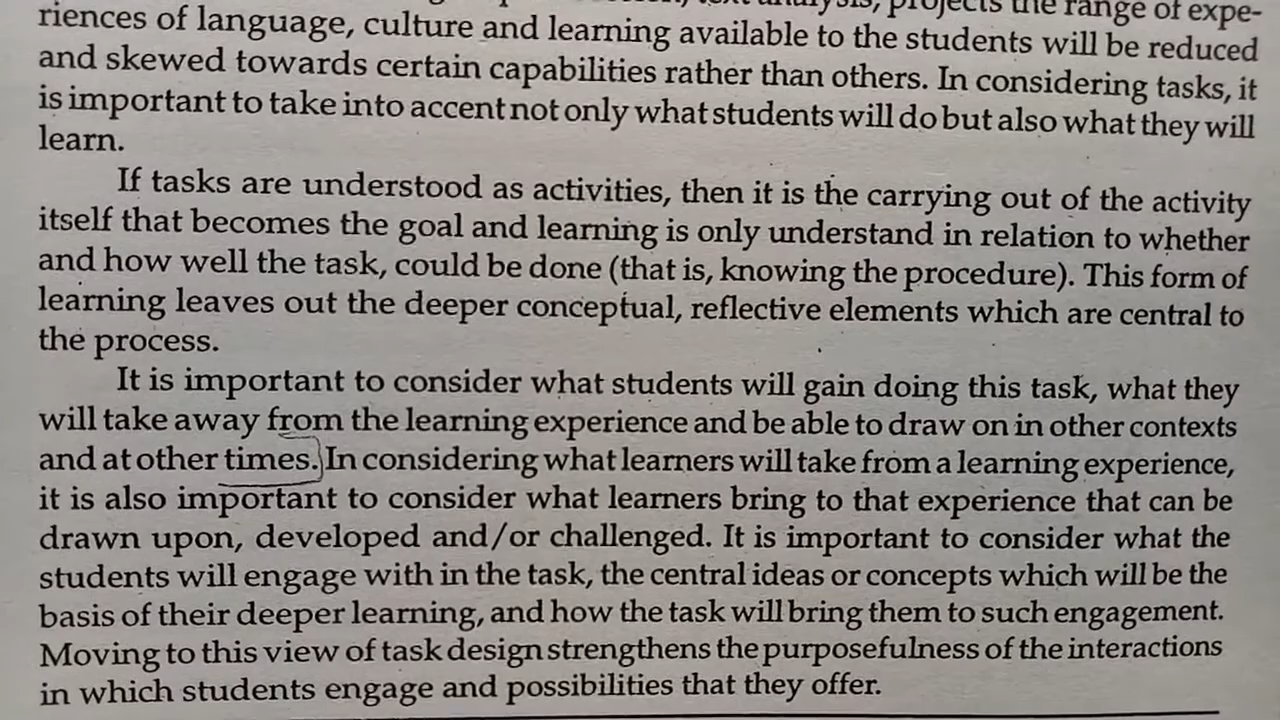 projects the range of expe-
riences of language, culture and learning available to the students will be reduced
and skewed towards certain capabilities rather than others. In considering tasks, it
is important to take into accent not only what students will do but also what they will
learn.
If tasks are understood as activities, then it is the carrying out of the activity
itself that becomes the goal and learning is only understand in relation to whether
and how well the task, could be done (that is, knowing the procedure). This form of
learning leaves out the deeper conceptual, reflective elements which are central to
the process.
It is important to consider what students will gain doing this task, what they
will take away from the learning experience and be able to draw on in other contexts
and at other times. In considering what learners will take from a learning experience,
it is also important to consider what learners bring to that experience that can be
drawn upon, developed and/or challenged. It is important to consider what the
students will engage with in the task, the central ideas or concepts which will be the
basis of their deeper learning, and how the task will bring them to such engagement.
Moving to this view of task design strengthens the purposefulness of the interactions
in which students engage and possibilities that they offer.